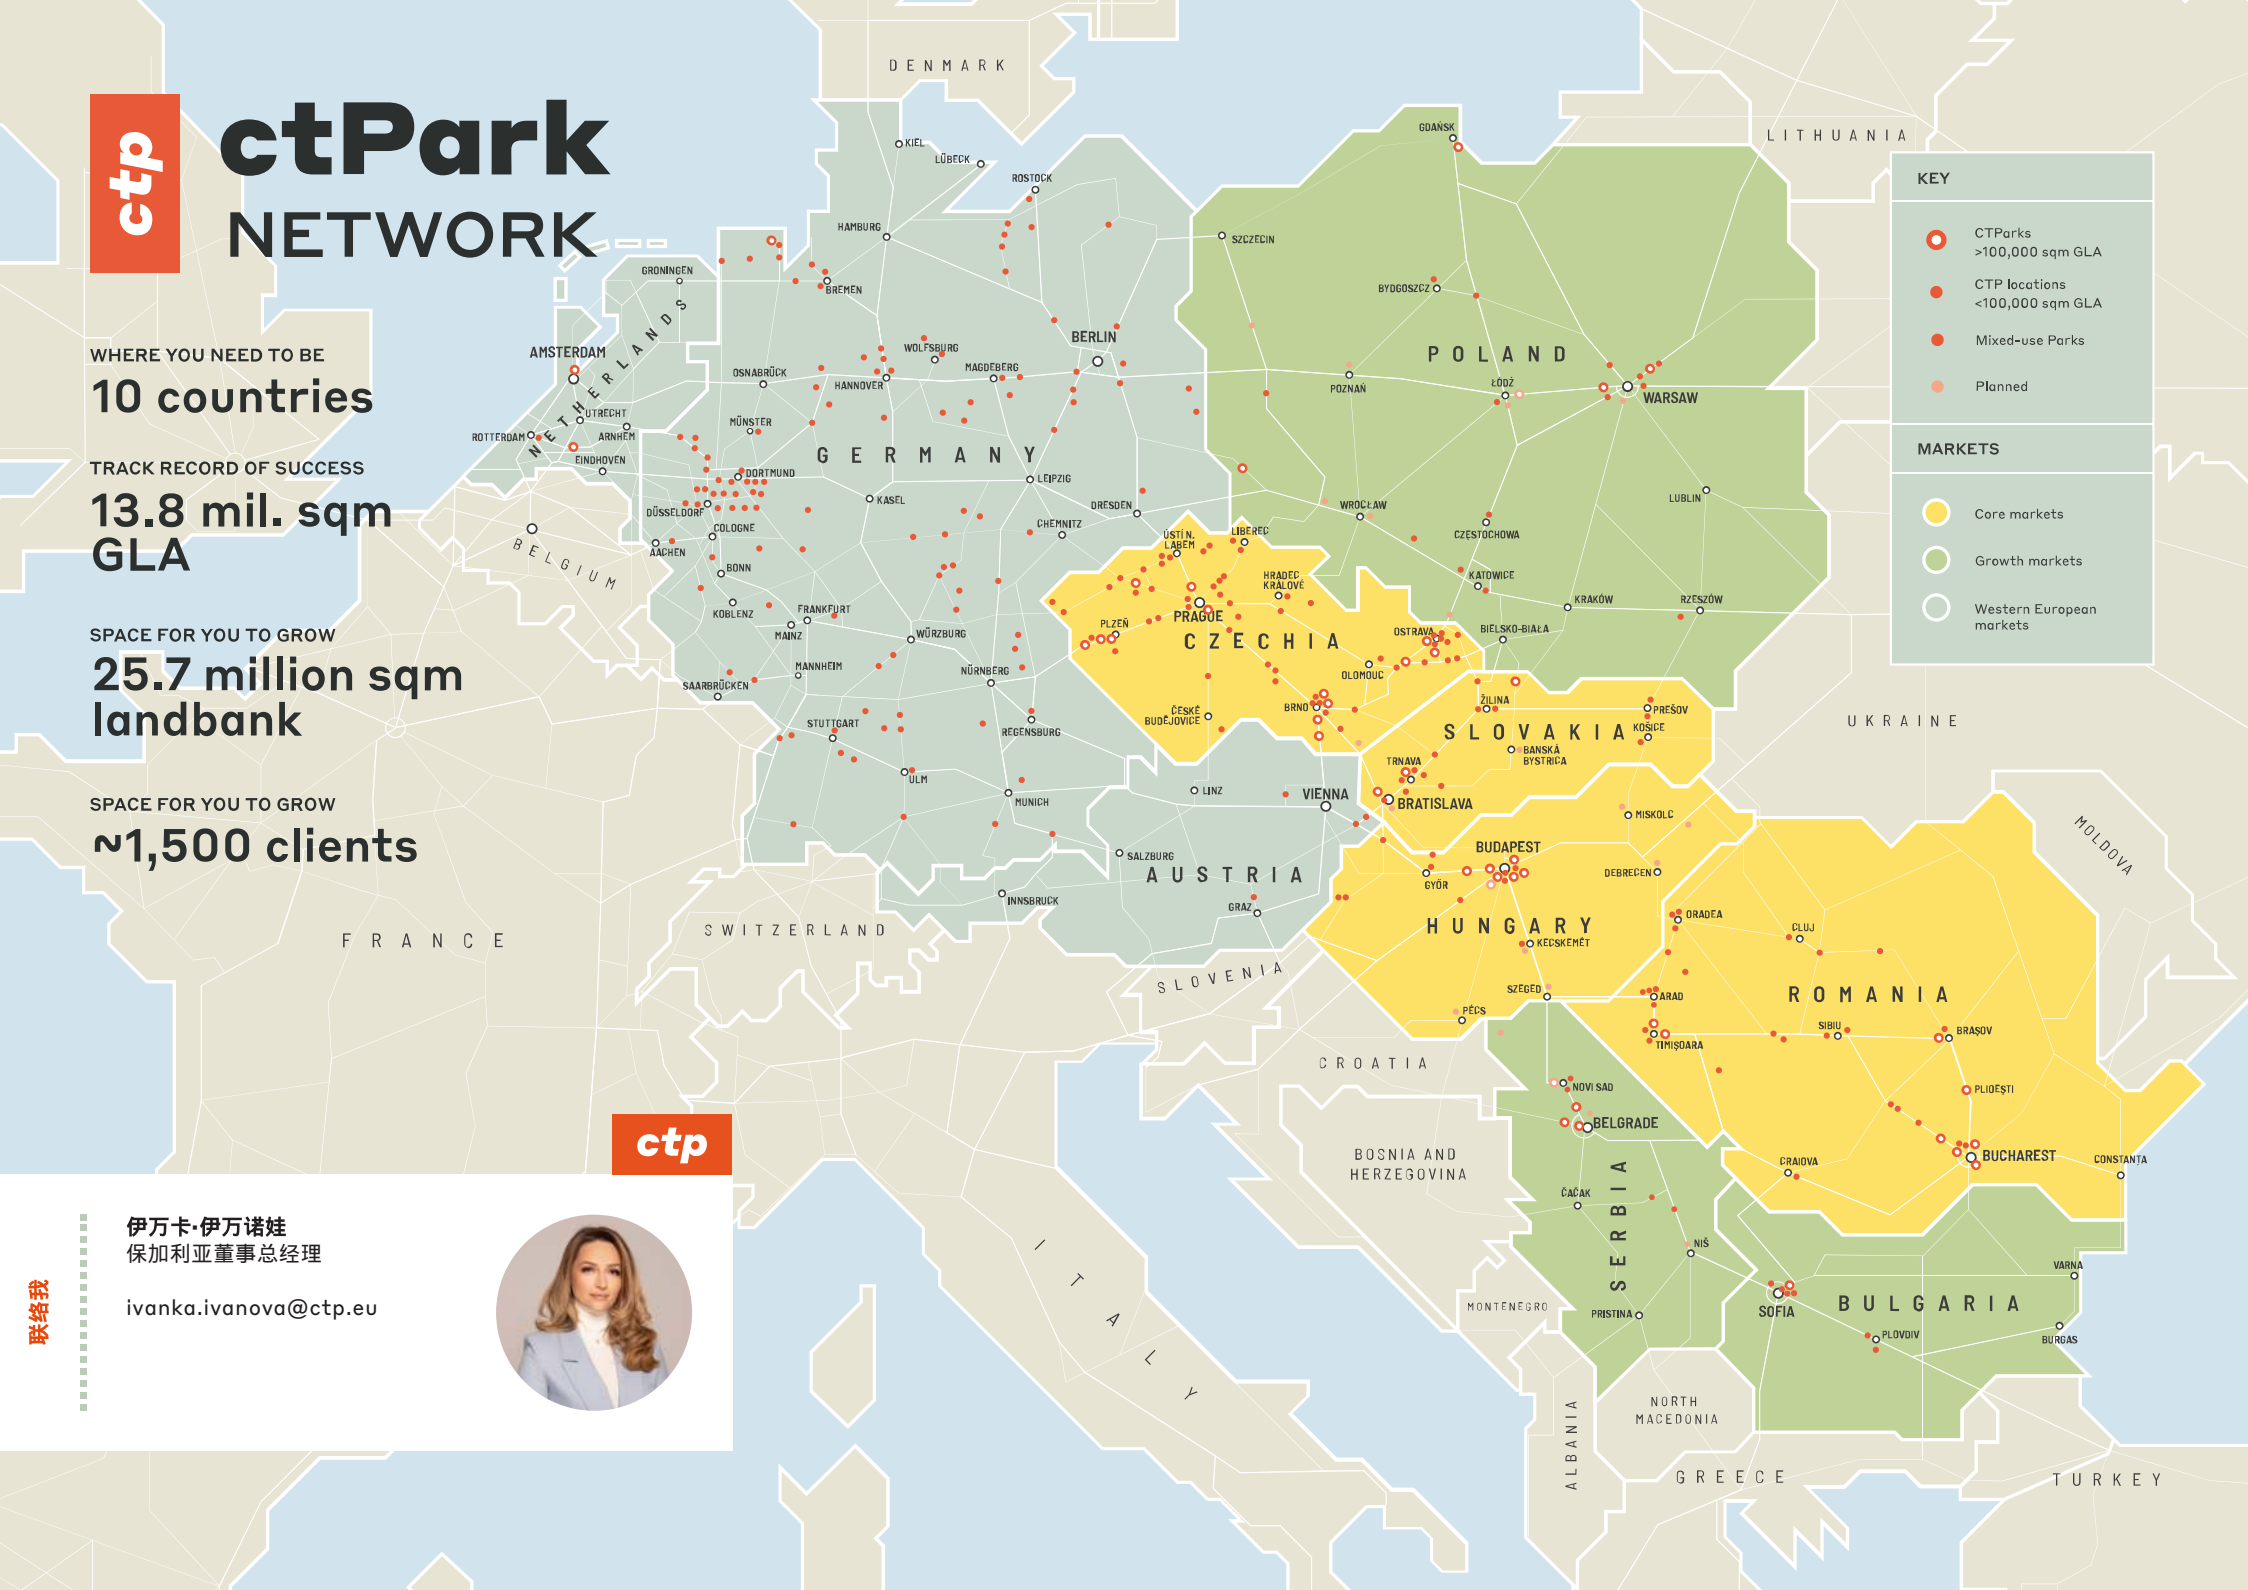 ctp
ctPark
NETWORK
WHERE YOU NEED TO BE
10 countries
TRACK RECORD OF SUCCESS
13.8 mil. sqm
GLA
SPACE FOR YOU TO GROW
25.7 million sqm
landbank
SPACE FOR YOU TO GROW
~1,500 clients
KEY
CTParks
>100,000 sqm GLA
CTP locations
<100,000 sqm GLA
Mixed-use Parks
Planned
MARKETS
Core markets
Growth markets
Western European
markets
DENMARK
LITHUANIA
KIEL
LÜBECK
ROSTOCK
HAMBURG
BREMEN
GRONINGEN
NETHERLANDS
AMSTERDAM
UTRECHT
ROTTERDAM
ARNHEM
EINDHOVEN
BELGIUM
OSNABRÜCK
HANNOVER
WOLFSBURG
MAGDEBERG
BERLIN
MÜNSTER
GERMANY
DORTMUND
DÜSSELDORF
COLOGNE
AACHEN
BONN
KOBLENZ
KASEL
LEIPZIG
DRESDEN
CHEMNITZ
FRANKFURT
MAINZ
WÜRZBURG
MANNHEIM
SAARBRÜCKEN
NÜRNBERG
STUTTGART
REGENSBURG
ULM
MUNICH
GDAŃSK
SZCZECIN
BYDGOSZCZ
POLAND
POZNAŃ
ŁÓDŹ
WARSAW
WROCŁAW
LUBLIN
CZĘSTOCHOWA
KATOWICE
KRAKÓW
RZESZÓW
BIELSKO-BIAŁA
ÚSTÍ N.
LABEM
LIBEREC
HRADEC
KRÁLOVÉ
PRAGUE
PLZEŇ
CZECHIA
OSTRAVA
OLOMOUC
ČESKÉ
BUDĚJOVICE
BRNO
ŽILINA
PREŠOV
SLOVAKIA
KOŠICE
BANSKÁ
BYSTRICA
TRNAVA
BRATISLAVA
UKRAINE
MOLDOVA
LINZ
VIENNA
SALZBURG
AUSTRIA
INNSBRUCK
GRAZ
MISKOLC
BUDAPEST
DEBRECEN
GYŐR
HUNGARY
KECSKEMÉT
SZEGED
PÉCS
ORADEA
CLUJ
ROMANIA
ARAD
TIMIȘOARA
SIBIU
BRAȘOV
PLIOEȘTI
BUCHAREST
CONSTANȚA
CRAIOVA
FRANCE
SWITZERLAND
SLOVENIA
CROATIA
BOSNIA AND
HERZEGOVINA
NOVI SAD
BELGRADE
ČAČAK
SERBIA
NIŠ
PRISTINA
MONTENEGRO
SOFIA
BULGARIA
VARNA
PLOVDIV
BURGAS
ITALY
ALBANIA
NORTH
MACEDONIA
GREECE
TURKEY
ctp
联络我
伊万卡·伊万诺娃
保加利亚董事总经理
ivanka.ivanova@ctp.eu